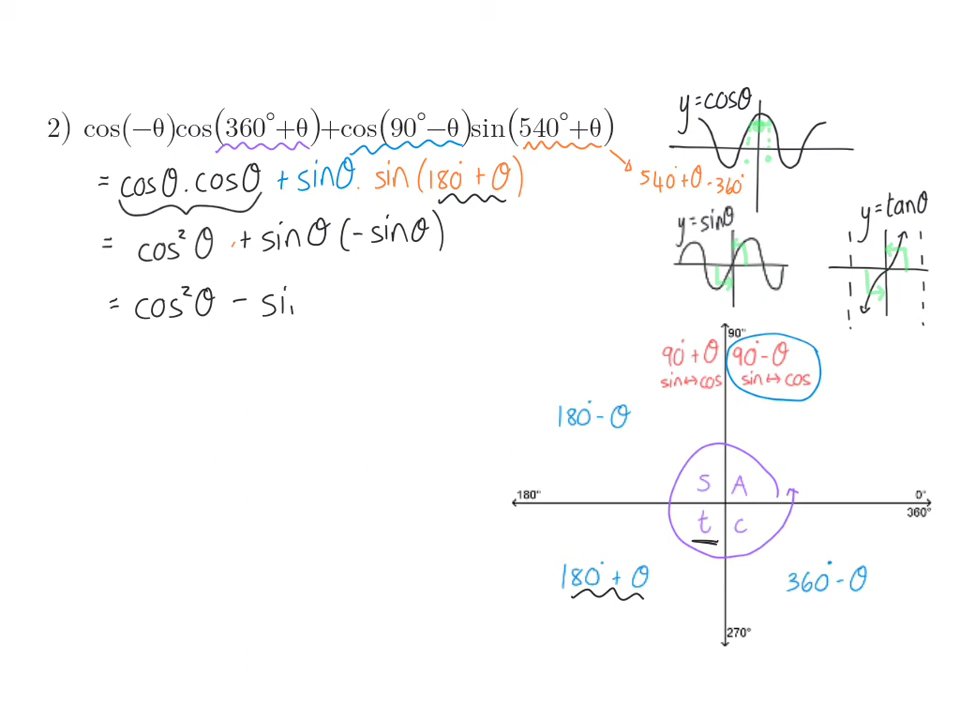 2) cos(−θ)cos(360°+θ)+cos(90°−θ)sin(540°+θ)
= cosθ.cosθ + sinθ. sin(180°+θ)
540°+θ-360°
= cos²θ + sinθ(-sinθ)
= cos²θ - sin
y=cosθ
y=sinθ
y=tanθ
90°
90°+θ
sin↔cos
90°-θ
sin↔cos
180°-θ
S A
180°
0°
360°
t C
180°+θ
360°-θ
270°